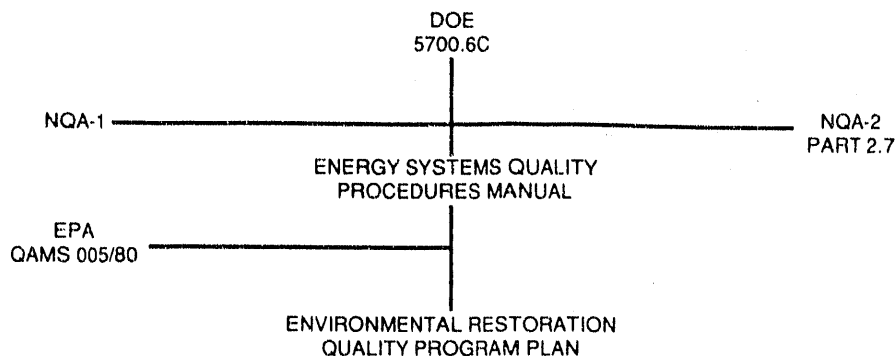 DOE
5700.6C
NQA-1
NQA-2
PART 2.7
ENERGY SYSTEMS QUALITY
PROCEDURES MANUAL
EPA
QAMS 005/80
ENVIRONMENTAL RESTORATION
QUALITY PROGRAM PLAN